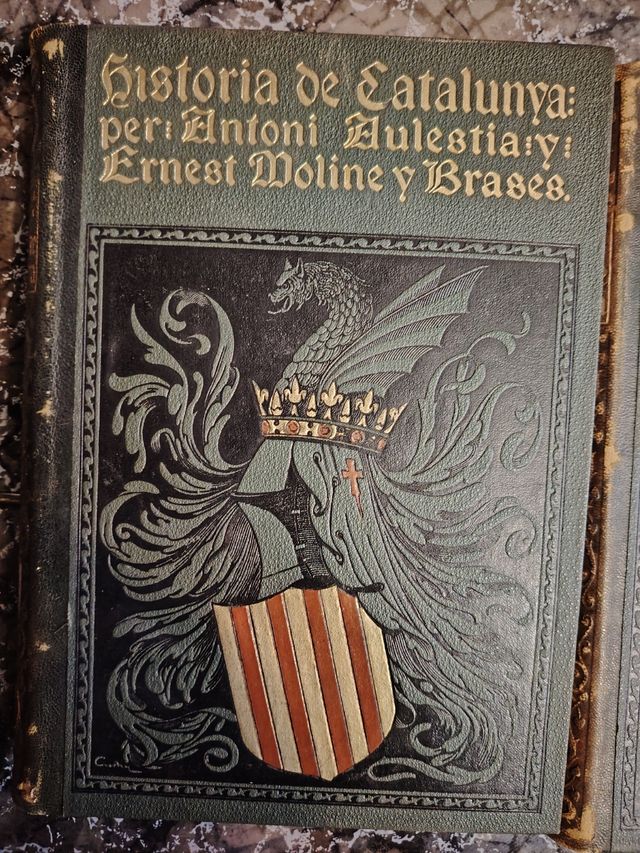 Historia de Catalunya:
per: Antoni Aulestia: y:
Ernest Moline y Brases.